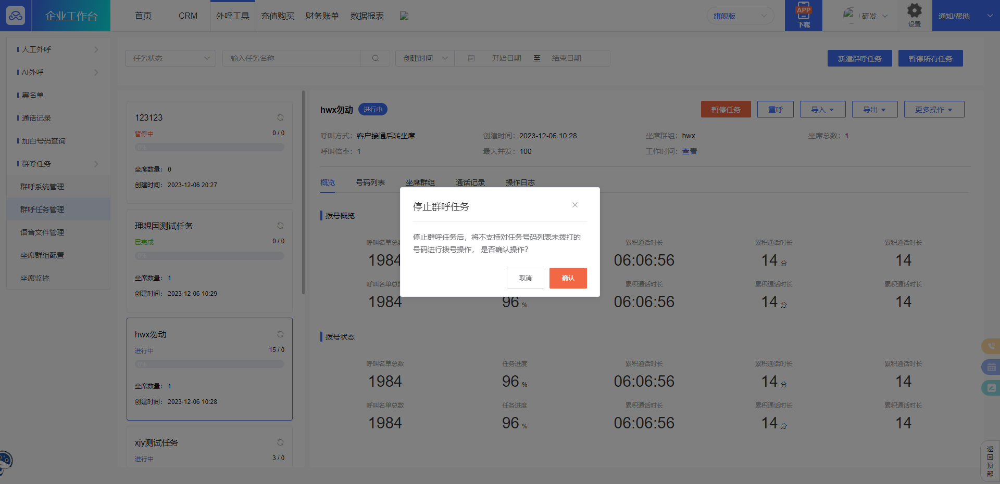 企业工作台
首页
CRM
外呼工具
充值购买
财务账单
数据报表
旗舰版
APP
下载
研发
设置
通知/帮助
人工外呼
AI外呼
黑名单
通话记录
加白号码查询
群呼任务
群呼系统管理
群呼任务管理
语音文件管理
坐席群组配置
坐席监控
任务状态
输入任务名称
创建时间
开始日期 至 结束日期
新建群呼任务
暂停所有任务
123123
暂停中 0 / 0
0%
坐席数量: 0
创建时间: 2023-12-06 20:27
理想国测试任务
已完成 0 / 0
0%
坐席数量: 1
创建时间: 2023-12-06 10:29
hwx勿动
进行中 15 / 0
0%
坐席数量: 1
创建时间: 2023-12-06 10:28
xjy测试任务
进行中 3 / 0
hwx勿动 进行中
暂停任务 重呼 导入 导出 更多操作
呼叫方式: 客户接通后转坐席 创建时间: 2023-12-06 10:28 坐席群组: hwx 坐席总数: 1
呼叫倍率: 1 最大并发: 100 工作时间: 查看
概览 号码列表 坐席群组 通话记录 操作日志
停止群呼任务
停止群呼任务后，将不支持对任务号码列表未拨打的
号码进行拨号操作， 是否确认操作？
取消 确认
拨号概览
呼叫名单总 累积通话时长 累积通话时长 累积通话时长
1984 06:06:56 14 分 14
呼叫名单总 累积通话时长 累积通话时长 累积通话时长
1984 96 % 06:06:56 14 分 14
拨号状态
呼叫名单总数 任务进度 累积通话时长 累积通话时长 累积通话时长
1984 96 % 06:06:56 14 分 14
呼叫名单总数 任务进度 累积通话时长 累积通话时长 累积通话时长
1984 96 % 06:06:56 14 分 14
返
回
顶
部